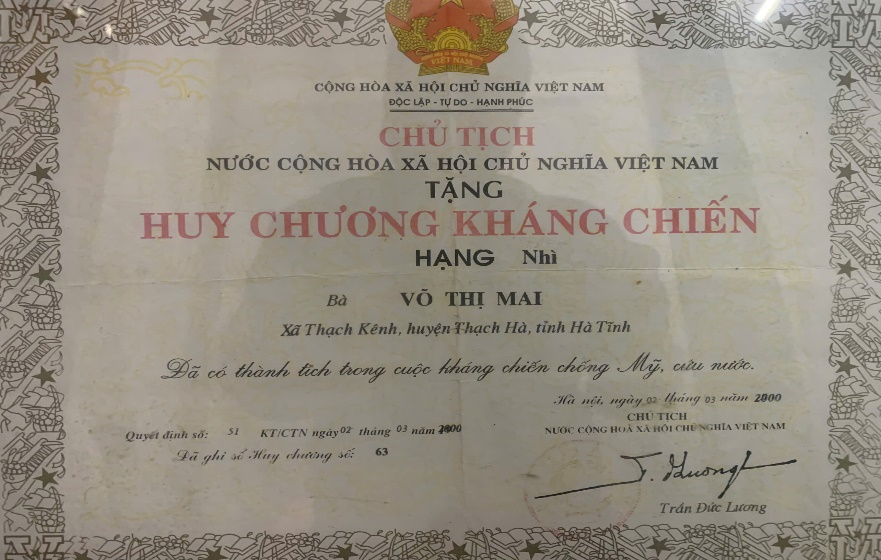 VIỆT NAM
CỘNG HÒA XÃ HỘI CHỦ NGHĨA VIỆT NAM
ĐỘC LẬP - TỰ DO - HẠNH PHÚC
CHỦ TỊCH
NƯỚC CỘNG HÒA XÃ HỘI CHỦ NGHĨA VIỆT NAM
TẶNG
HUY CHƯƠNG KHÁNG CHIẾN
HẠNG Nhì
Bà VÕ THỊ MAI
Xã Thạch Kênh, huyện Thạch Hà, tỉnh Hà Tĩnh
Đã có thành tích trong cuộc kháng chiến chống Mỹ, cứu nước.
Hà nội, ngày 02 tháng 03 năm 2000
CHỦ TỊCH
NƯỚC CỘNG HOÀ XÃ HỘI CHỦ NGHĨA VIỆT NAM
Quyết định số: 51 KT/CTN ngày 02 tháng 03 năm 2000
Đã ghi sổ Huy chương số: 63
Trần Đức Lương